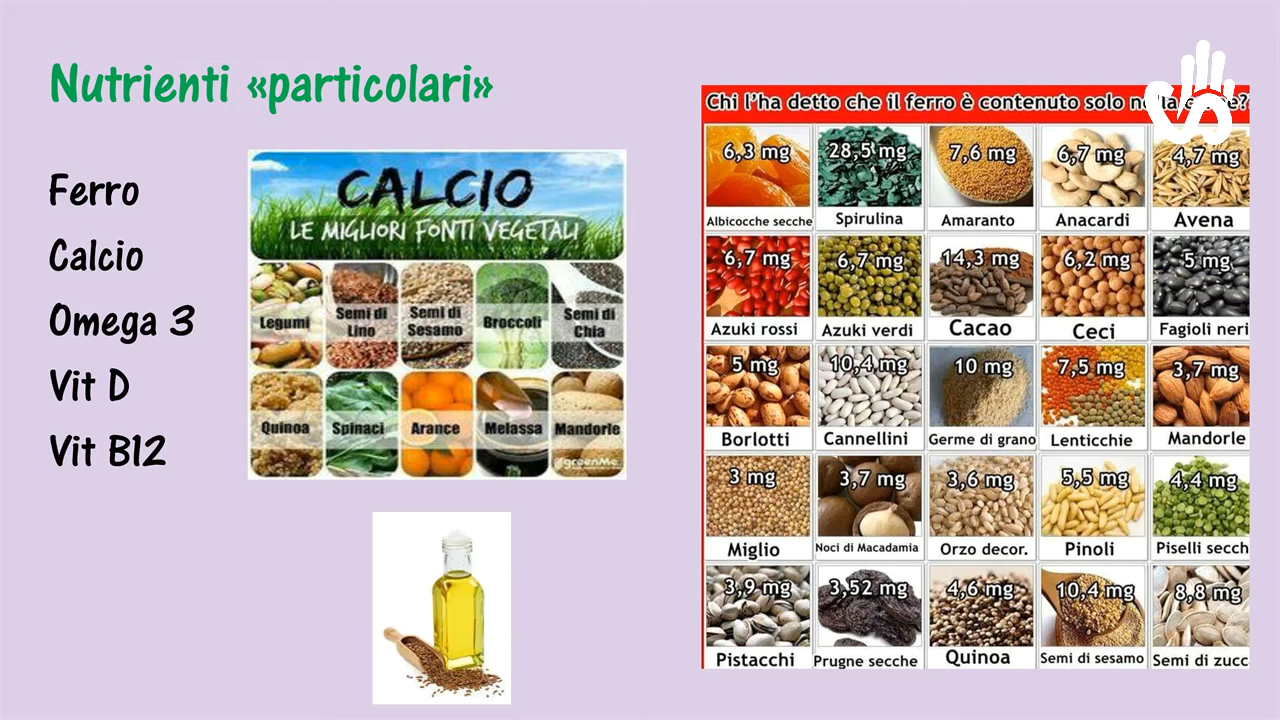 Nutrienti «particolari»
Ferro
Calcio
Omega 3
Vit D
Vit B12
CALCIO
LE MIGLIORI FONTI VEGETALI
Legumi
Semi di
Lino
Semi di
Sesamo
Broccoli
Semi di
Chia
Quinoa
Spinaci
Arance
Melassa
Mandorle
greenMe
Chi l'ha detto che il ferro è contenuto solo
6,3 mg
Albicocche secche
28,5 mg
Spirulina
7,6 mg
Amaranto
6,7 mg
Anacardi
4,7 mg
Avena
6,7 mg
Azuki rossi
6,7 mg
Azuki verdi
14,3 mg
Cacao
6,2 mg
Ceci
5 mg
Fagioli neri
5 mg
Borlotti
10,4 mg
Cannellini
10 mg
Germe di grano
7,5 mg
Lenticchie
3,7 mg
Mandorle
3 mg
Miglio
3,7 mg
Noci di Macadamia
3,6 mg
Orzo decor.
5,5 mg
Pinoli
4,4 mg
Piselli secch
3,9 mg
Pistacchi
3,52 mg
Prugne secche
4,6 mg
Quinoa
10,4 mg
Semi di sesamo
8,8 mg
Semi di zucc